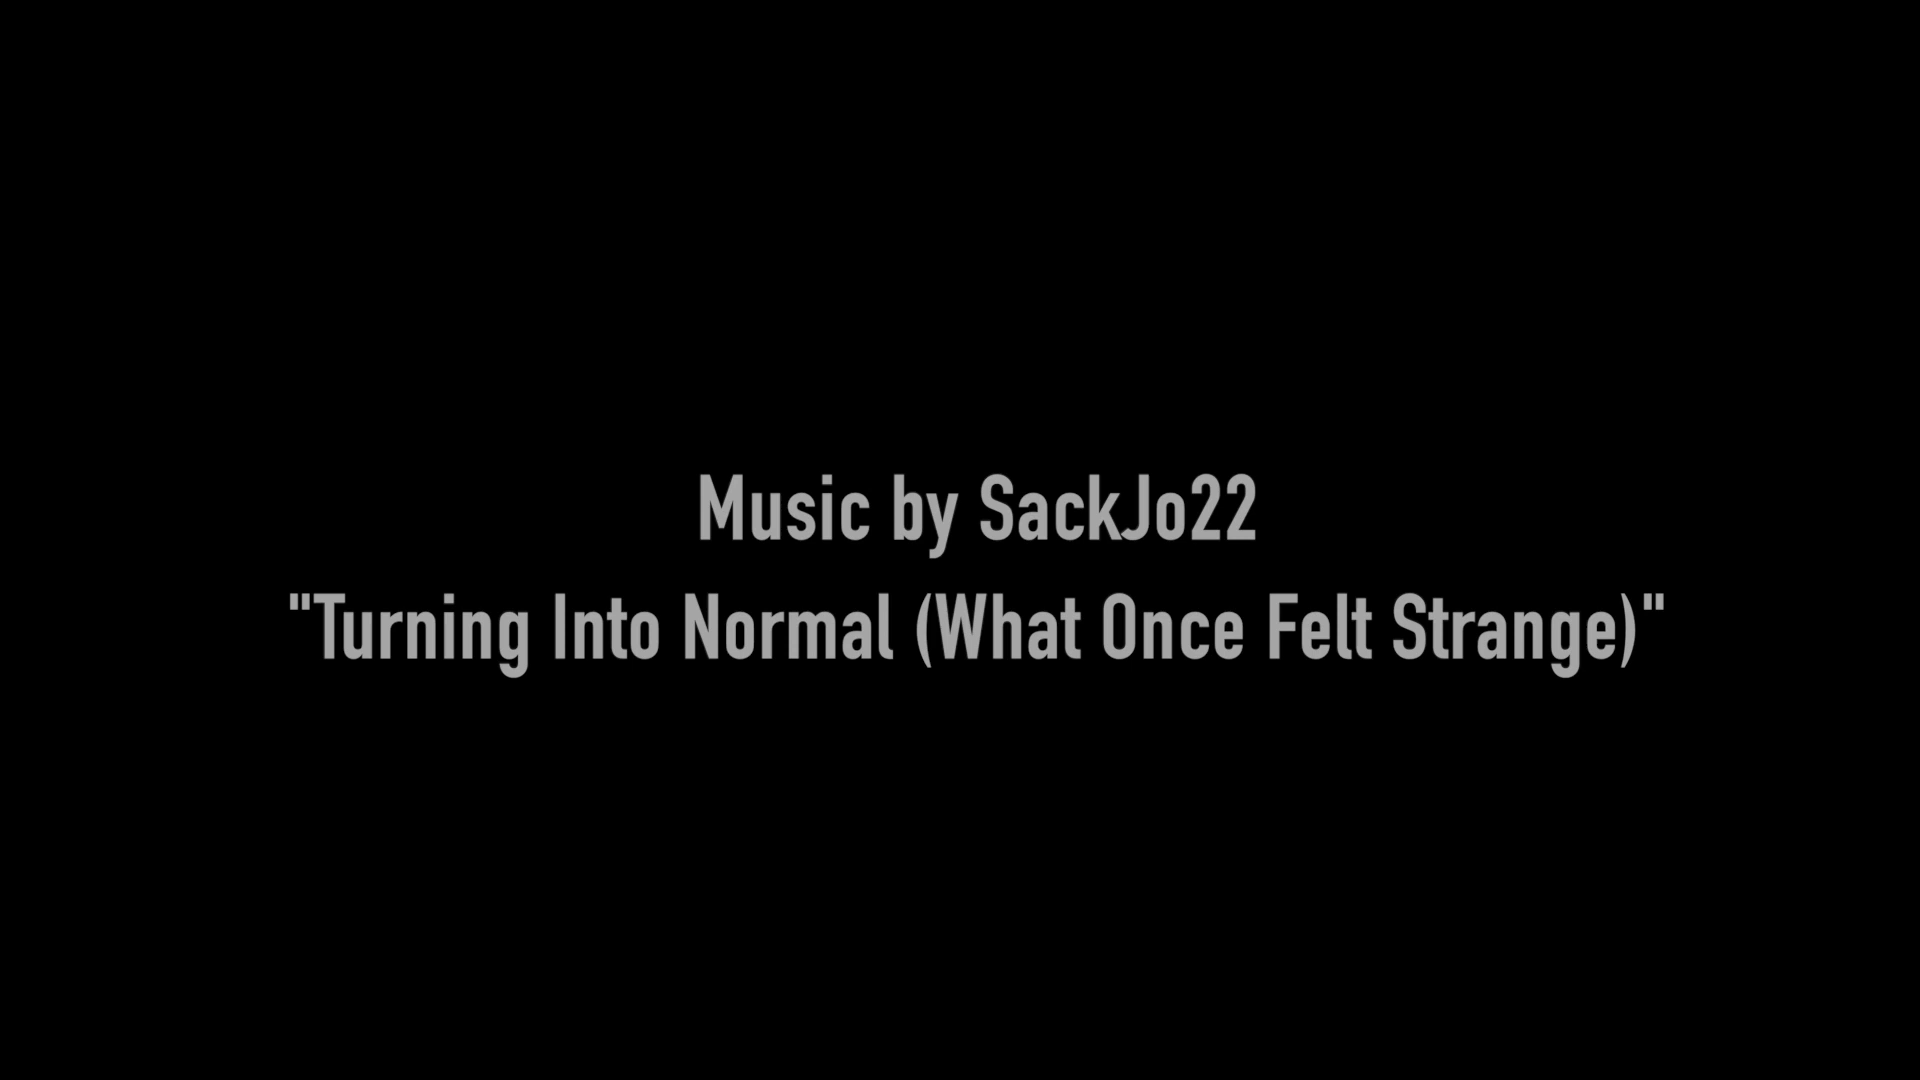 Music by SackJo22
"Turning Into Normal (What Once Felt Strange)"